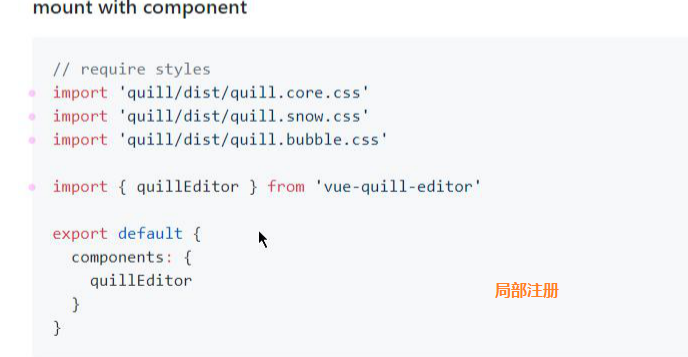 mount with component
// require styles
import 'quill/dist/quill.core.css'
import 'quill/dist/quill.snow.css'
import 'quill/dist/quill.bubble.css'
import { quillEditor } from 'vue-quill-editor'
export default {
components: {
quillEditor
局部注册
}
}